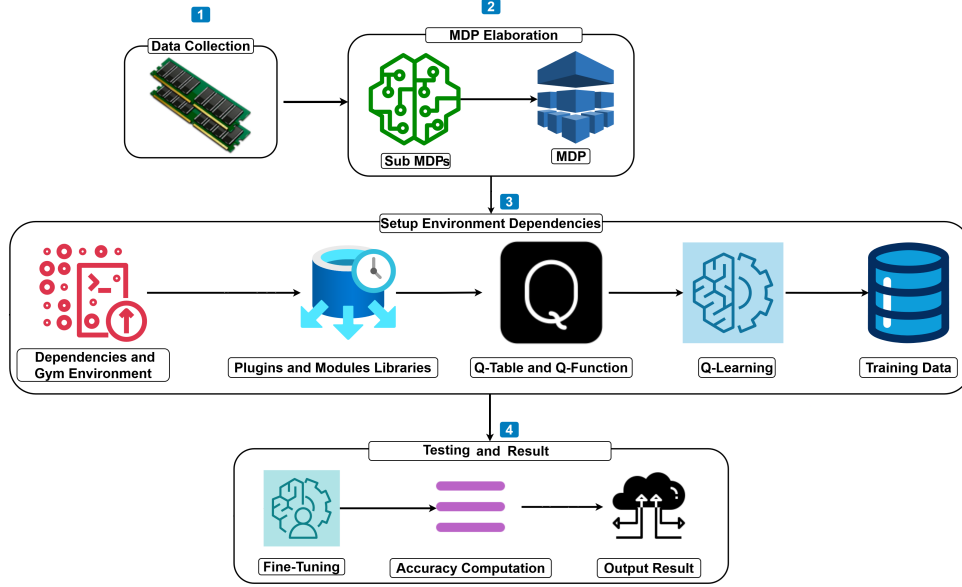 1
Data Collection
2
MDP Elaboration
Sub MDPs
MDP
3
Setup Environment Dependencies
Dependencies and
Gym Environment
Plugins and Modules Libraries
Q
Q-Table and Q-Function
Q-Learning
Training Data
4
Testing and Result
Fine-Tuning
Accuracy Computation
Output Result